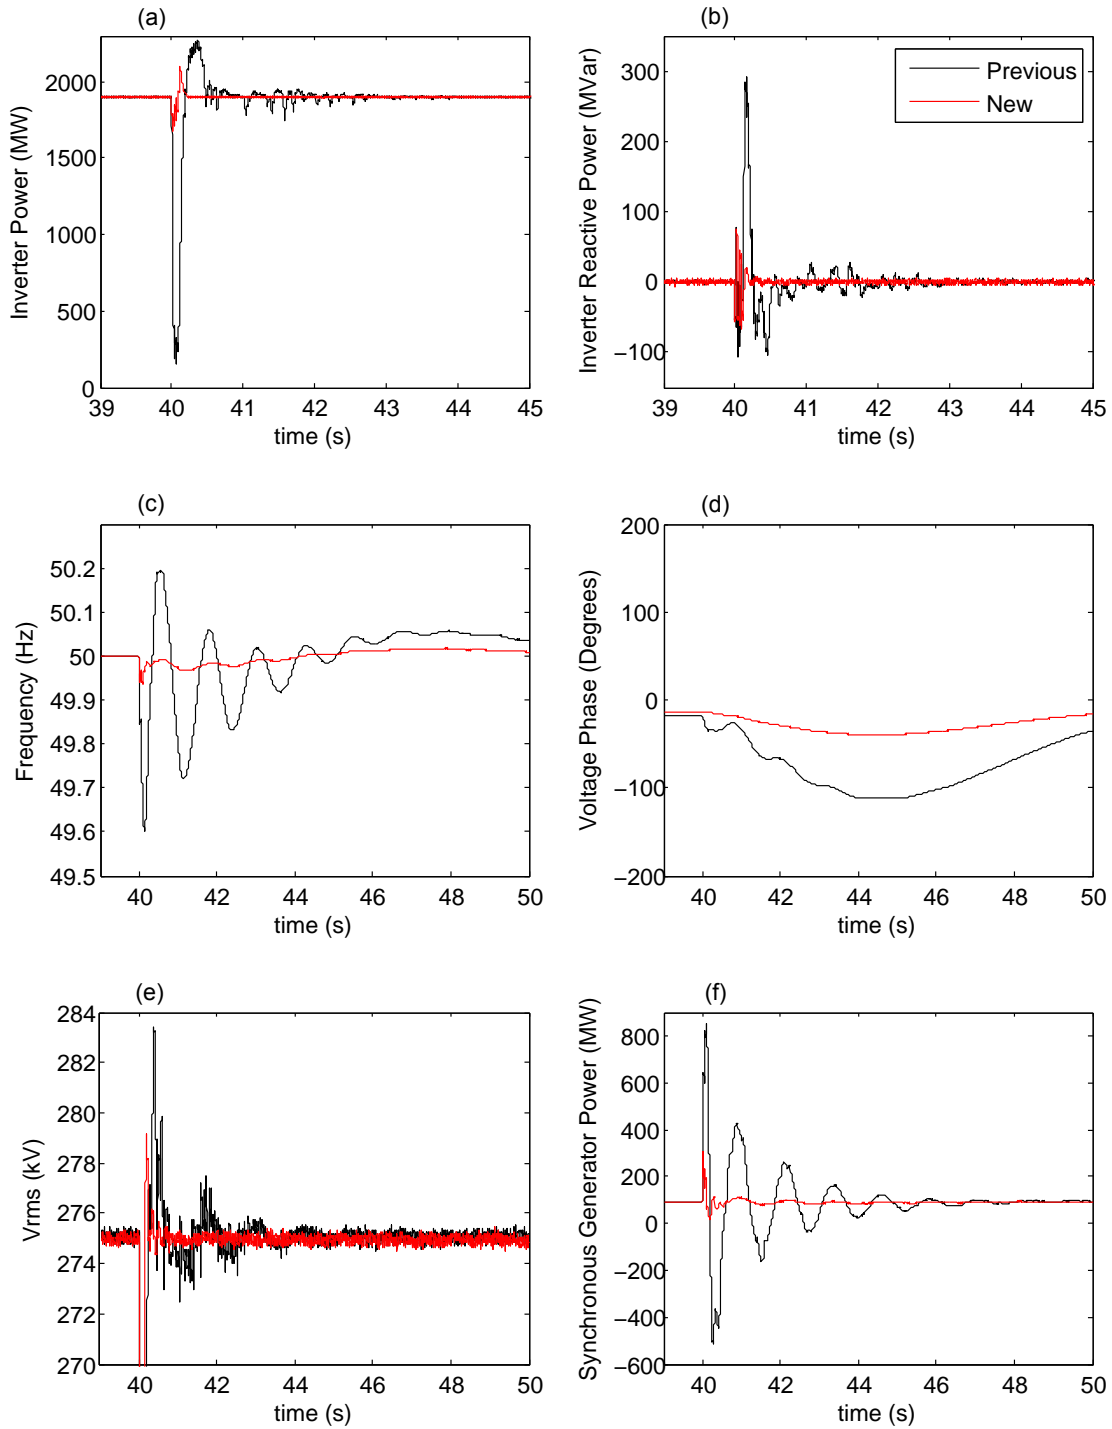 (a)
2000
1500
1000
500
0
39 40 41 42 43 44 45
time (s)
Inverter Power (MW)
(b)
300
200
100
0
−100
39 40 41 42 43 44 45
time (s)
Inverter Reactive Power (MVar)
Previous
New
(c)
50.2
50.1
50
49.9
49.8
49.7
49.6
49.5
40 42 44 46 48 50
time (s)
Frequency (Hz)
(d)
200
100
0
−100
−200
40 42 44 46 48 50
time (s)
Voltage Phase (Degrees)
(e)
284
282
280
278
276
274
272
270
40 42 44 46 48 50
time (s)
Vrms (kV)
(f)
800
600
400
200
0
−200
−400
−600
40 42 44 46 48 50
time (s)
Synchronous Generator Power (MW)